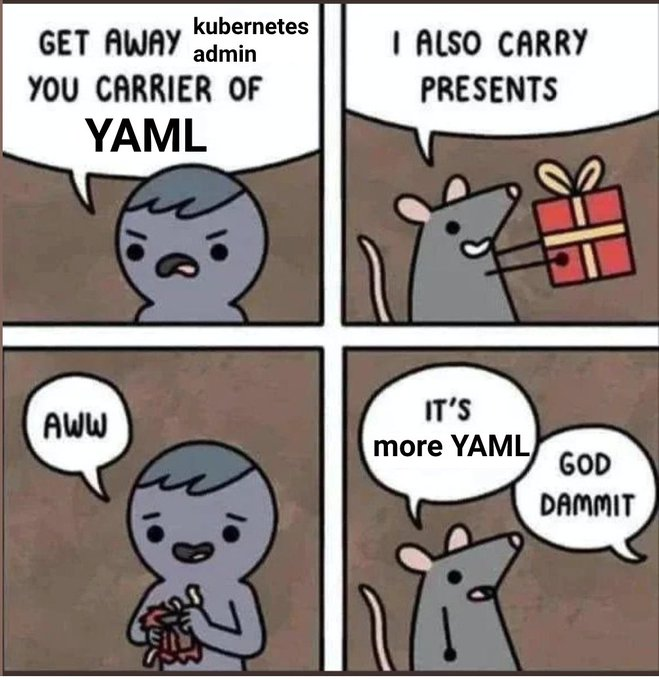 GET AWAY kubernetes admin
YOU CARRIER OF
YAML
I ALSO CARRY
PRESENTS
AWW
IT'S
more YAML
GOD
DAMMIT